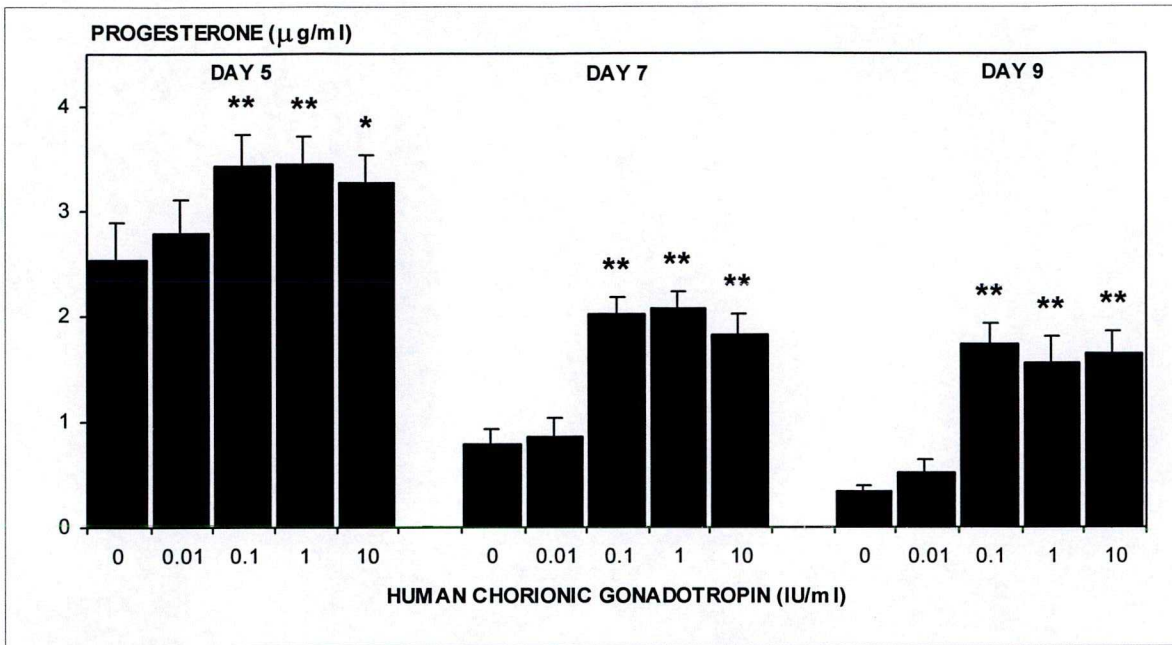 PROGESTERONE (μg/ml)
DAY 5 DAY 7 DAY 9
4
** ** *
3
** ** **
2
** ** **
1
0
0 0.01 0.1 1 10 0 0.01 0.1 1 10 0 0.01 0.1 1 10
HUMAN CHORIONIC GONADOTROPIN (IU/ml)